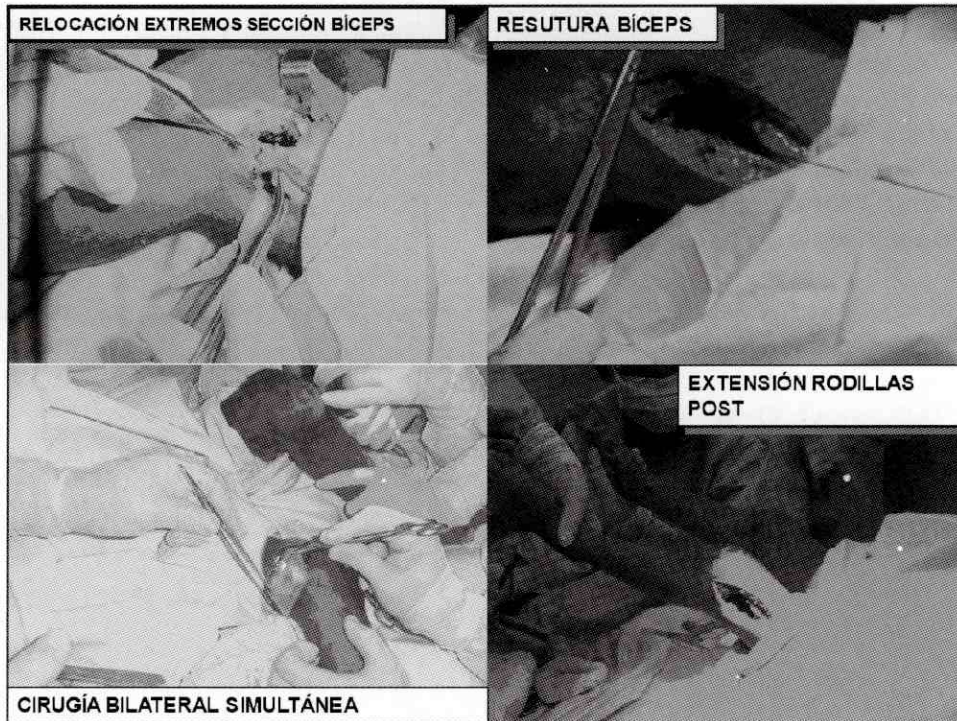 RELOCACIÓN EXTREMOS SECCIÓN BÍCEPS
RESUTURA BÍCEPS
CIRUGÍA BILATERAL SIMULTÁNEA
EXTENSIÓN RODILLAS
POST